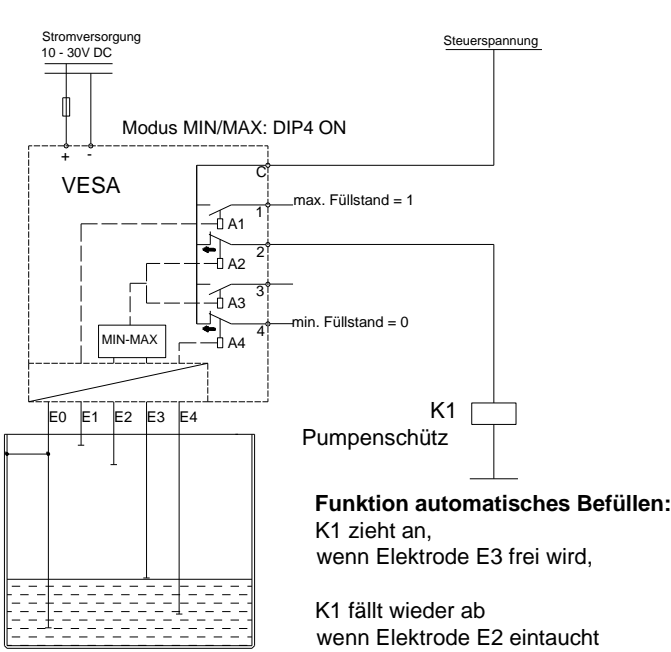 Stromversorgung
10 - 30V DC
Steuerspannung
Modus MIN/MAX: DIP4 ON
+ -
VESA
C
max. Füllstand = 1
1
A1
2
A2
3
A3
min. Füllstand = 0
4
A4
MIN-MAX
E0 E1 E2 E3 E4
K1
Pumpenschütz
Funktion automatisches Befüllen:
K1 zieht an,
wenn Elektrode E3 frei wird,
K1 fällt wieder ab
wenn Elektrode E2 eintaucht